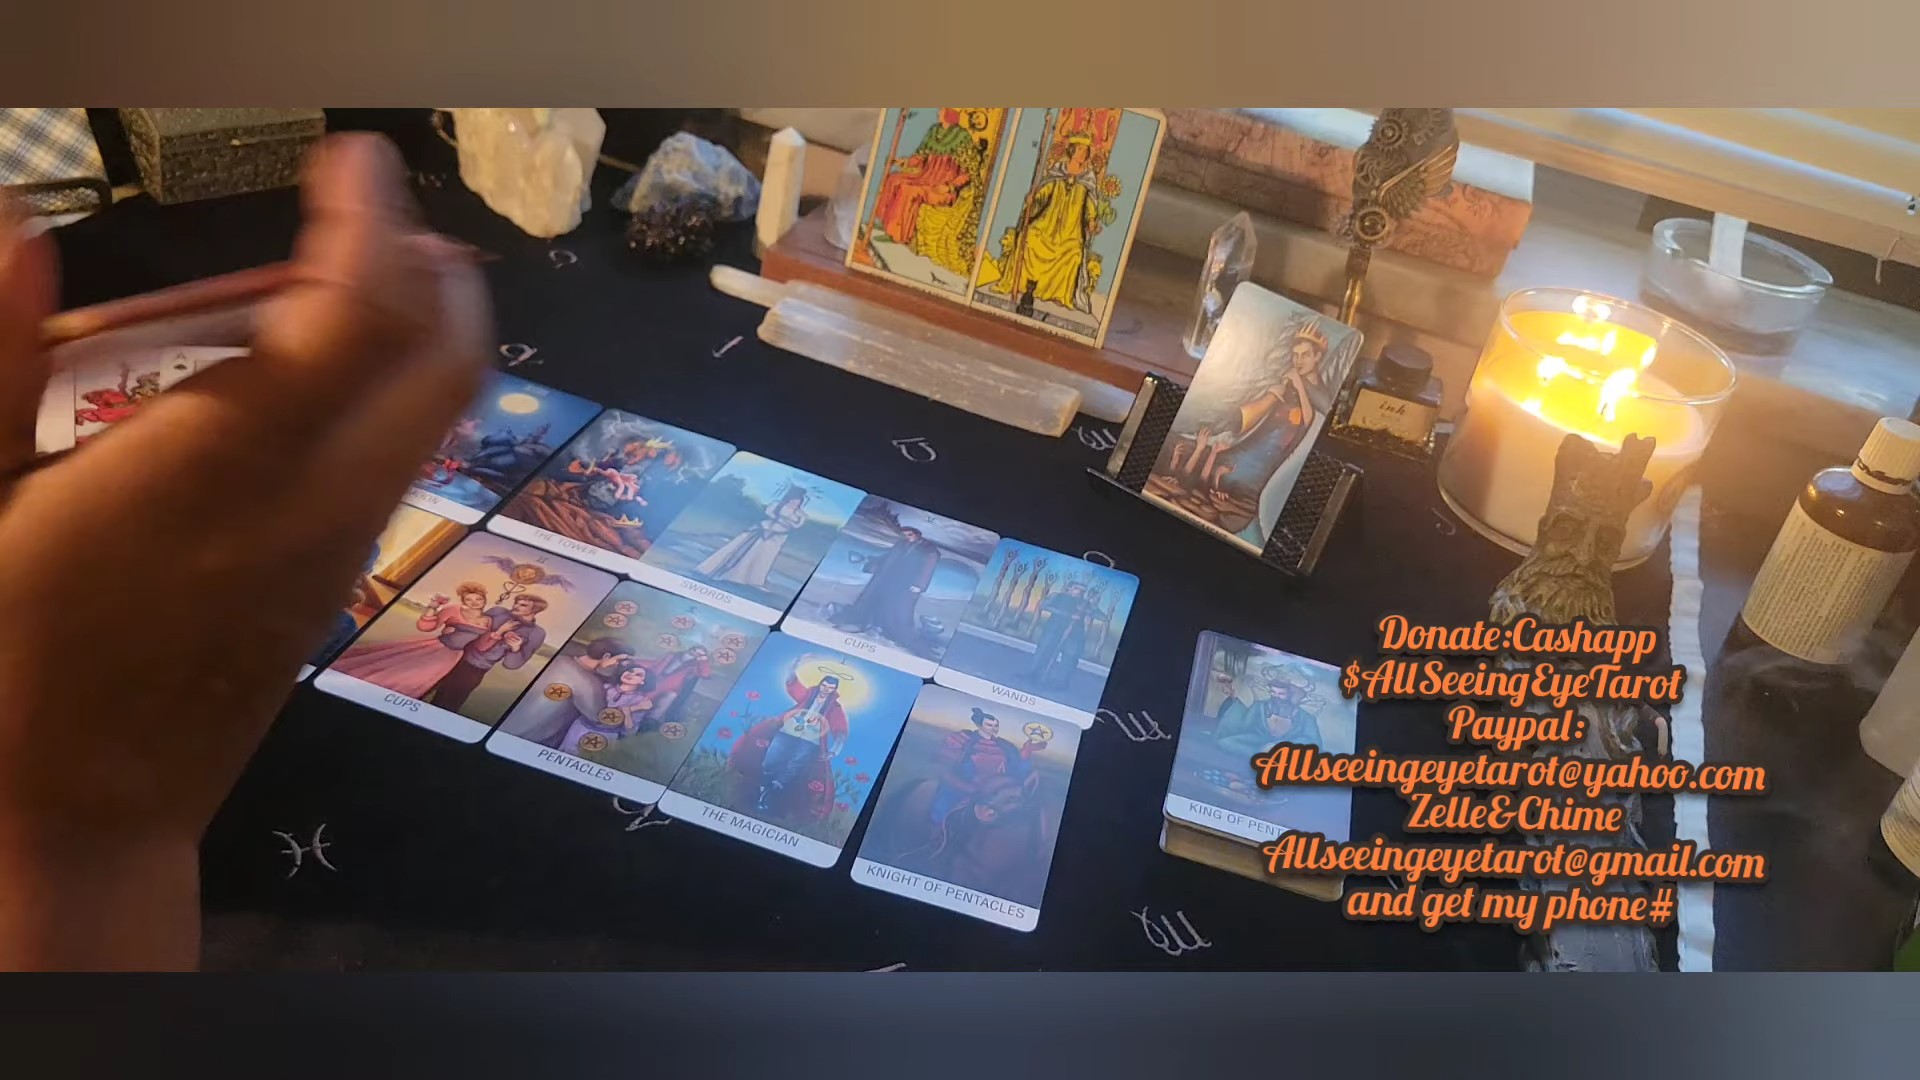 ink
THE TOWER
SWORDS
CUPS
WANDS
CUPS
PENTACLES
THE MAGICIAN
KNIGHT OF PENTACLES
KING OF PENT
Donate:Cashapp
$AllSeeingEyeTarot
Paypal:
Allseeingeyetarot@yahoo.com
Zelle&Chime
Allseeingeyetarot@gmail.com
and get my phone#